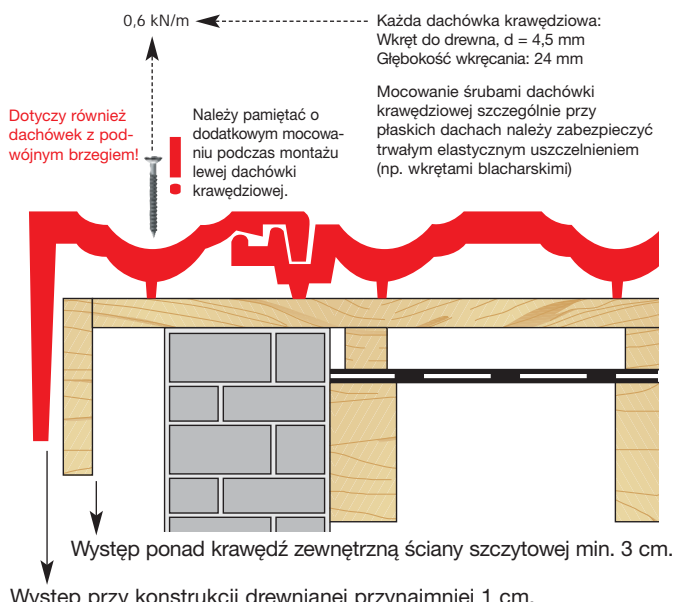 0,6 kN/m
Każda dachówka krawędziowa:
Wkręt do drewna, d = 4,5 mm
Głębokość wkręcania: 24 mm
Mocowanie śrubami dachówki
krawędziowej szczególnie przy
płaskich dachach należy zabezpieczyć
trwałym elastycznym uszczelnieniem
(np. wkrętami blacharskimi)
Dotyczy również
dachówek z pod-
wójnym brzegiem!
Należy pamiętać o
dodatkowym mocowa-
niu podczas montażu
lewej dachówki
krawędziowej.
!
Występ ponad krawędź zewnętrzną ściany szczytowej min. 3 cm.
Występ przy konstrukcji drewnianej przynajmniej 1 cm.